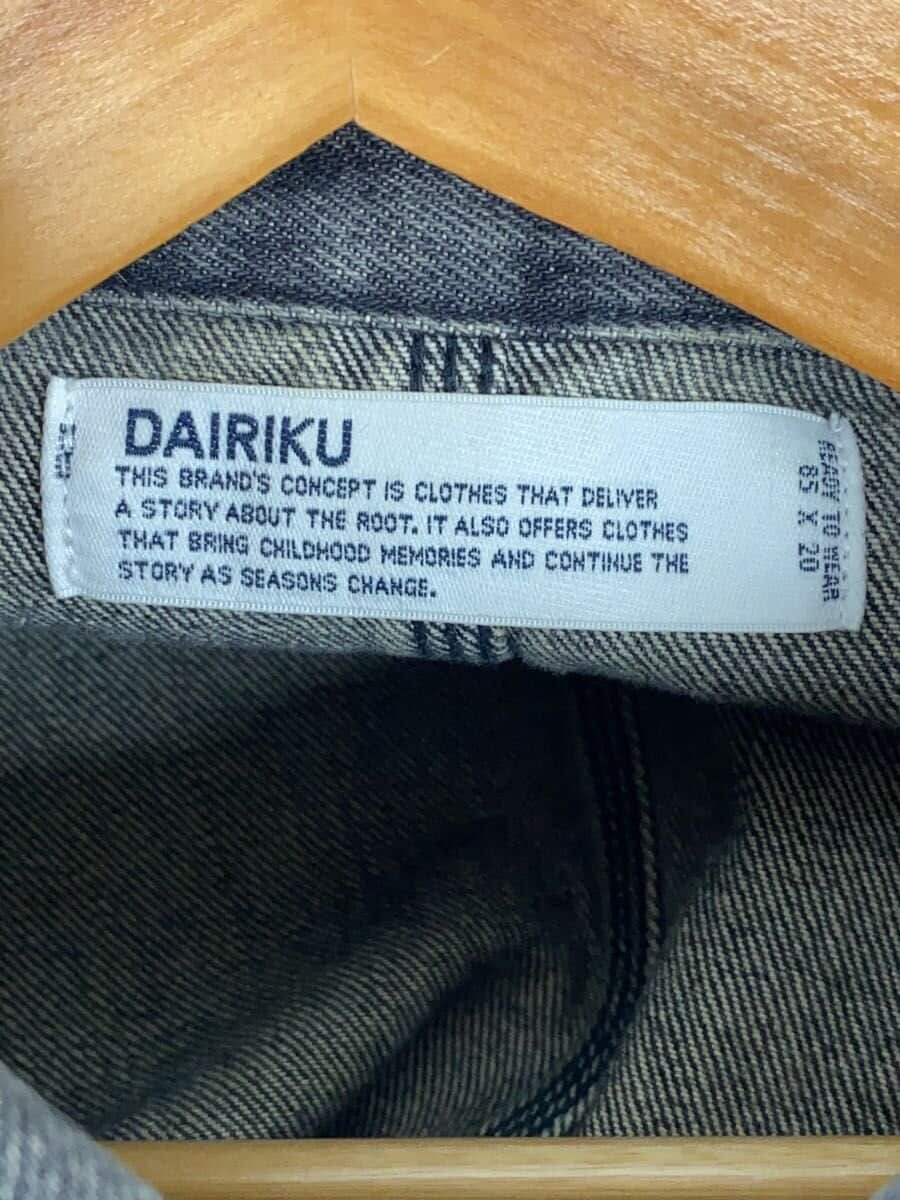 DAIRIKU
THIS BRAND'S CONCEPT IS CLOTHES THAT DELIVER
A STORY ABOUT THE ROOT. IT ALSO OFFERS CLOTHES
THAT BRING CHILDHOOD MEMORIES AND CONTINUE THE
STORY AS SEASONS CHANGE.
READY TO WEAR
85 X 20